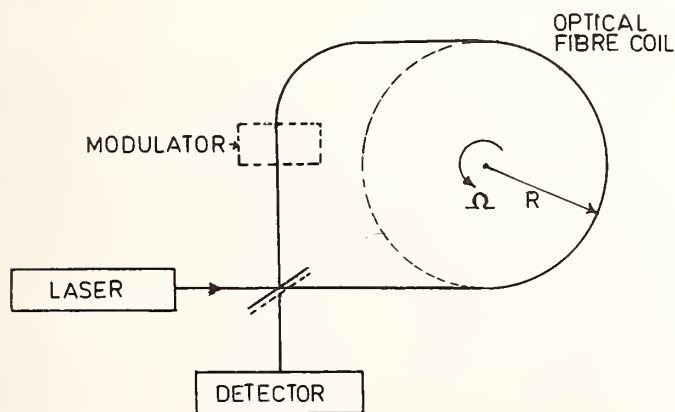 OPTICAL
FIBRE COIL
MODULATOR
Ω
R
LASER
DETECTOR